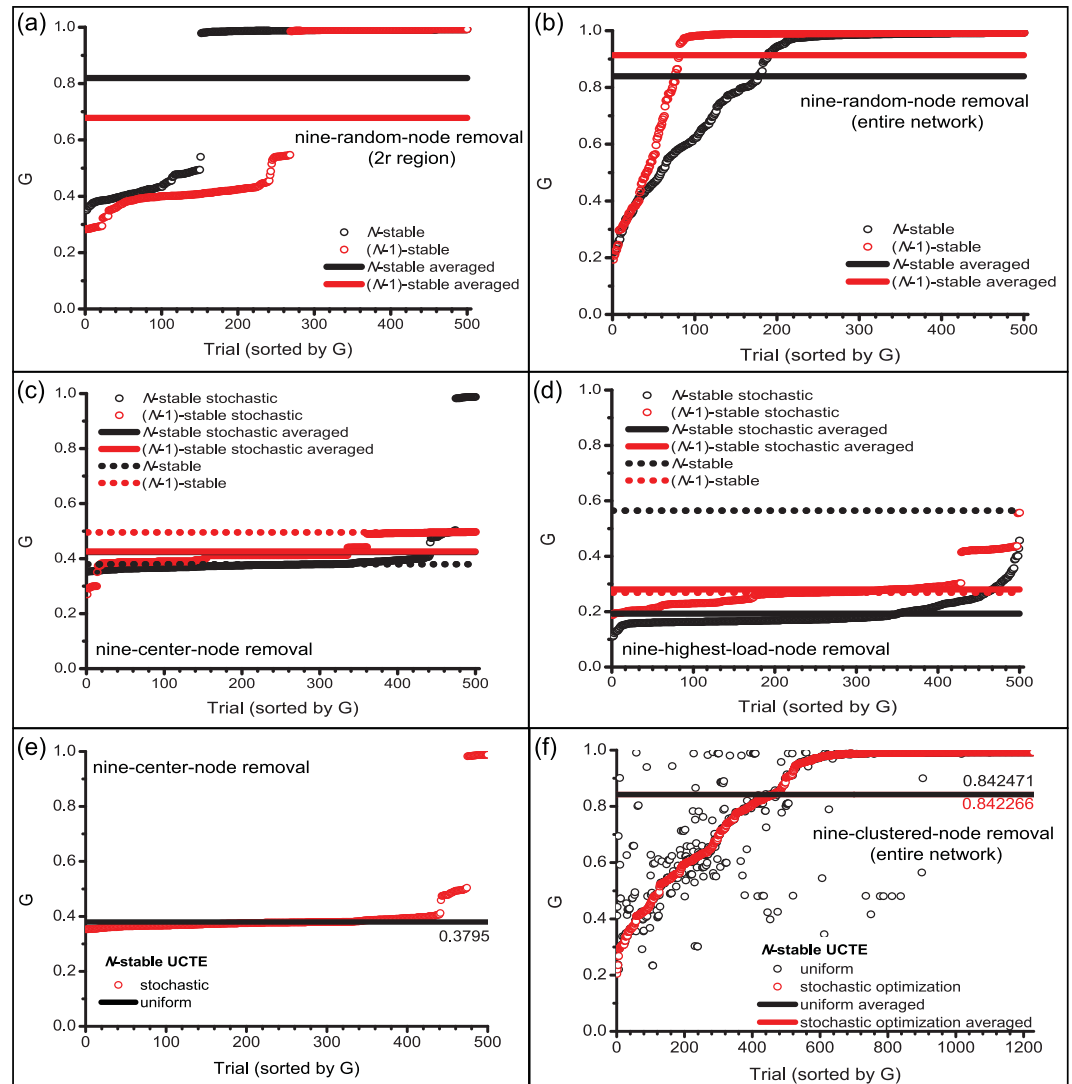 (a)
1.0
0.8
0.6
0.4
0.2
0.0
G
nine-random-node removal
(2r region)
N-stable
(N-1)-stable
N-stable averaged
(N-1)-stable averaged
0 100 200 300 400 500
Trial (sorted by G)
(b)
1.0
0.8
0.6
0.4
0.2
0.0
G
nine-random-node removal
(entire network)
N-stable
(N-1)-stable
N-stable averaged
(N-1)-stable averaged
0 100 200 300 400 500
Trial (sorted by G)
(c)
1.0
0.8
0.6
0.4
0.2
0.0
G
N-stable stochastic
(N-1)-stable stochastic
N-stable stochastic averaged
(N-1)-stable stochastic averaged
N-stable
(N-1)-stable
nine-center-node removal
0 100 200 300 400 500
Trial (sorted by G)
(d)
1.0
0.8
0.6
0.4
0.2
0.0
G
N-stable stochastic
(N-1)-stable stochastic
N-stable stochastic averaged
(N-1)-stable stochastic averaged
N-stable
(N-1)-stable
nine-highest-load-node removal
0 100 200 300 400 500
Trial (sorted by G)
(e)
1.0
0.8
0.6
0.4
0.2
0.0
G
nine-center-node removal
0.3795
N-stable UCTE
stochastic
uniform
0 100 200 300 400 500
Trial (sorted by G)
(f)
1.0
0.8
0.6
0.4
0.2
0.0
G
0.842471
0.842266
nine-clustered-node removal
(entire network)
N-stable UCTE
uniform
stochastic optimization
uniform averaged
stochastic optimization averaged
0 200 400 600 800 1000 1200
Trial (sorted by G)